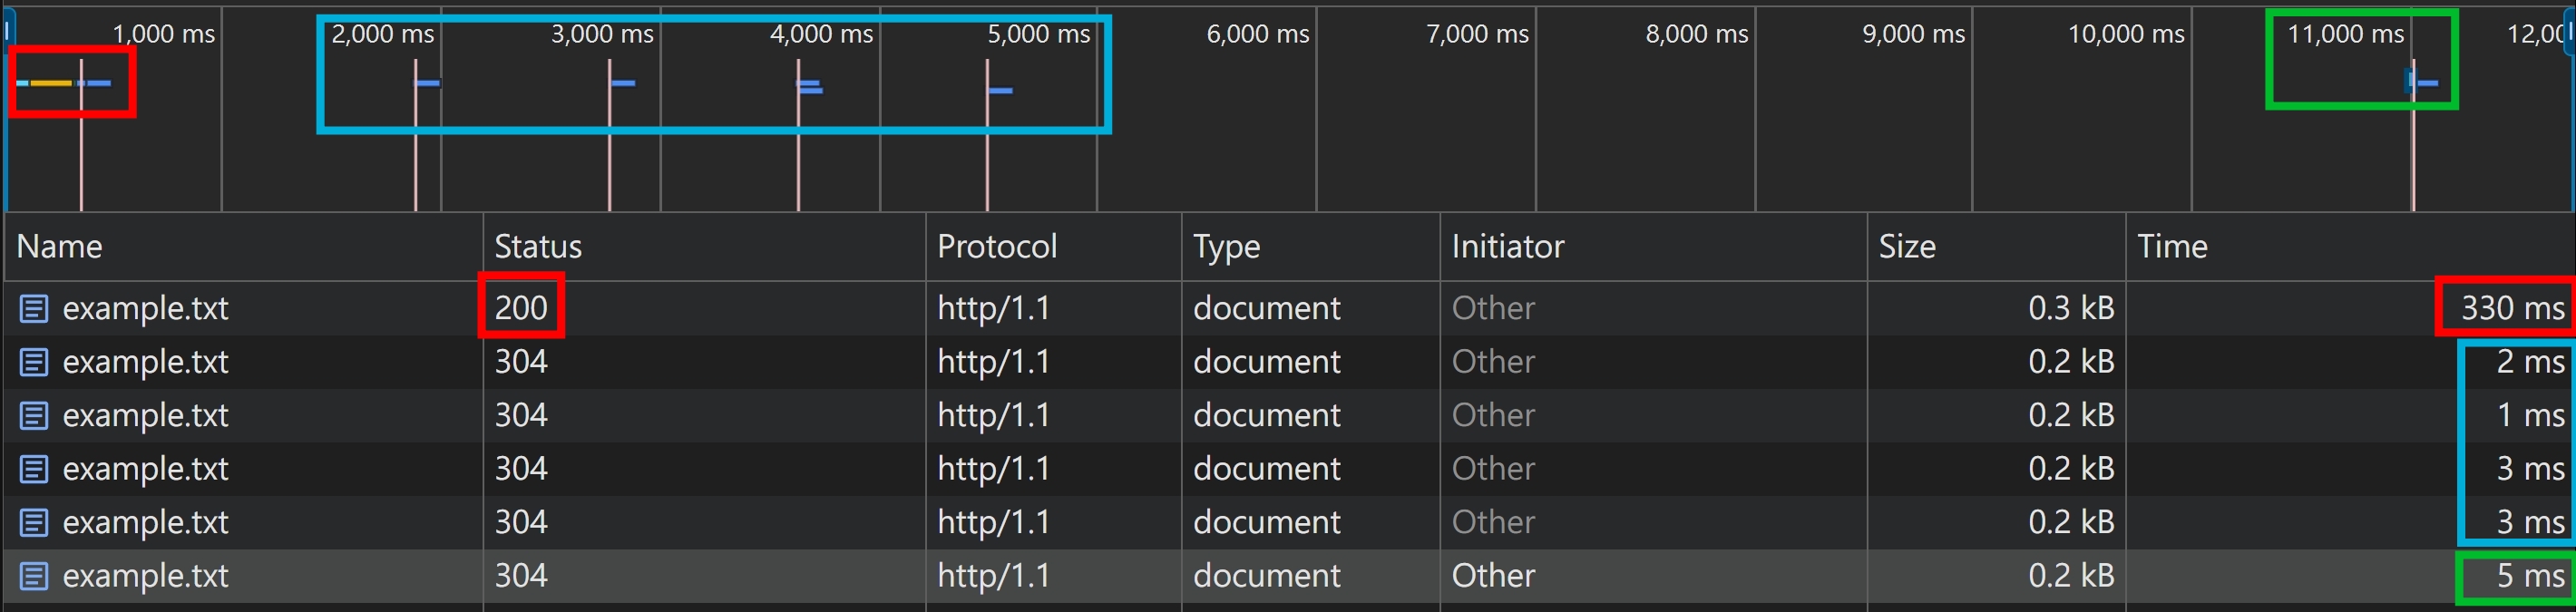 1,000 ms 2,000 ms 3,000 ms 4,000 ms 5,000 ms 6,000 ms 7,000 ms 8,000 ms 9,000 ms 10,000 ms 11,000 ms
Name Status Protocol Type Initiator Size Time
example.txt 200 http/1.1 document Other 0.3 kB 330 ms
example.txt 304 http/1.1 document Other 0.2 kB 2 ms
example.txt 304 http/1.1 document Other 0.2 kB 1 ms
example.txt 304 http/1.1 document Other 0.2 kB 3 ms
example.txt 304 http/1.1 document Other 0.2 kB 3 ms
example.txt 304 http/1.1 document Other 0.2 kB 5 ms